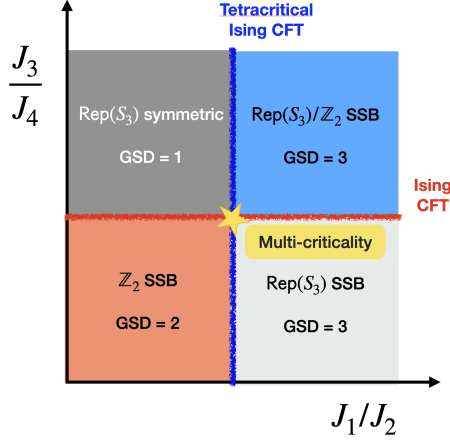 Tetracritical
Ising CFT
J₃
J₄
Rep(S₃) symmetric
GSD = 1
Rep(S₃)/ℤ₂ SSB
GSD = 3
Ising
CFT
Multi-criticality
ℤ₂ SSB
GSD = 2
Rep(S₃) SSB
GSD = 3
J₁/J₂